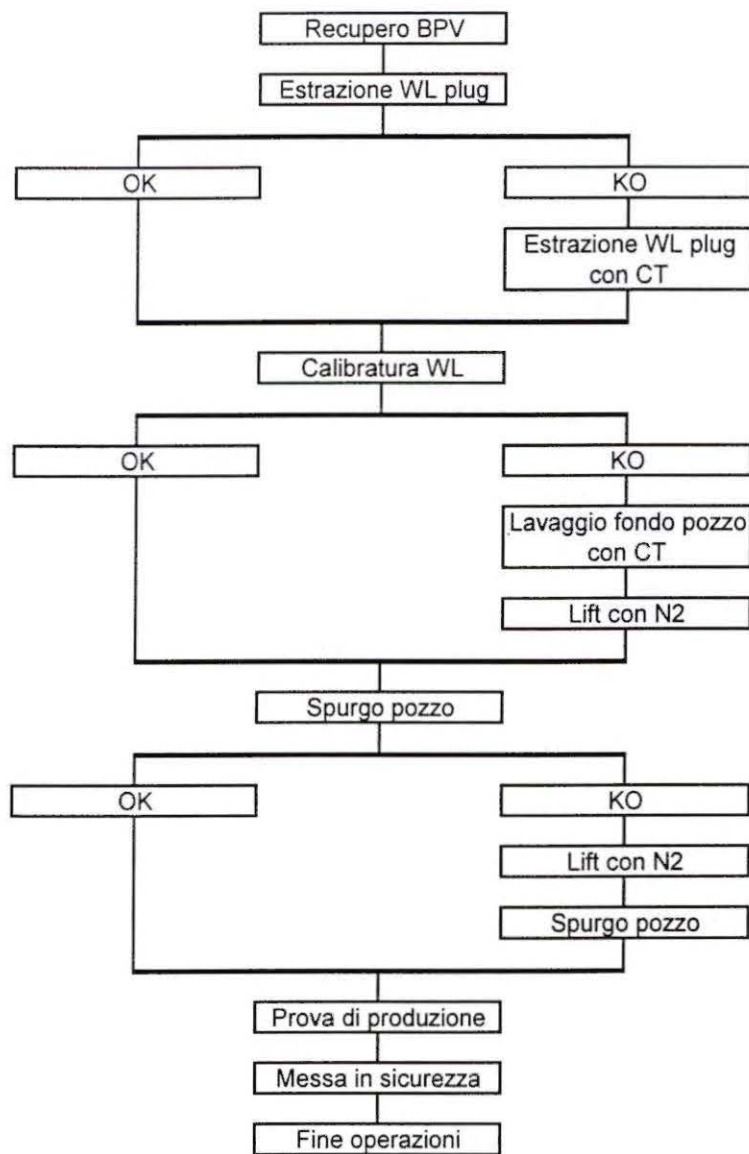 Recupero BPV
Estrazione WL plug
OK
KO
Estrazione WL plug
con CT
Calibratura WL
OK
KO
Lavaggio fondo pozzo
con CT
Lift con N2
Spurgo pozzo
OK
KO
Lift con N2
Spurgo pozzo
Prova di produzione
Messa in sicurezza
Fine operazioni